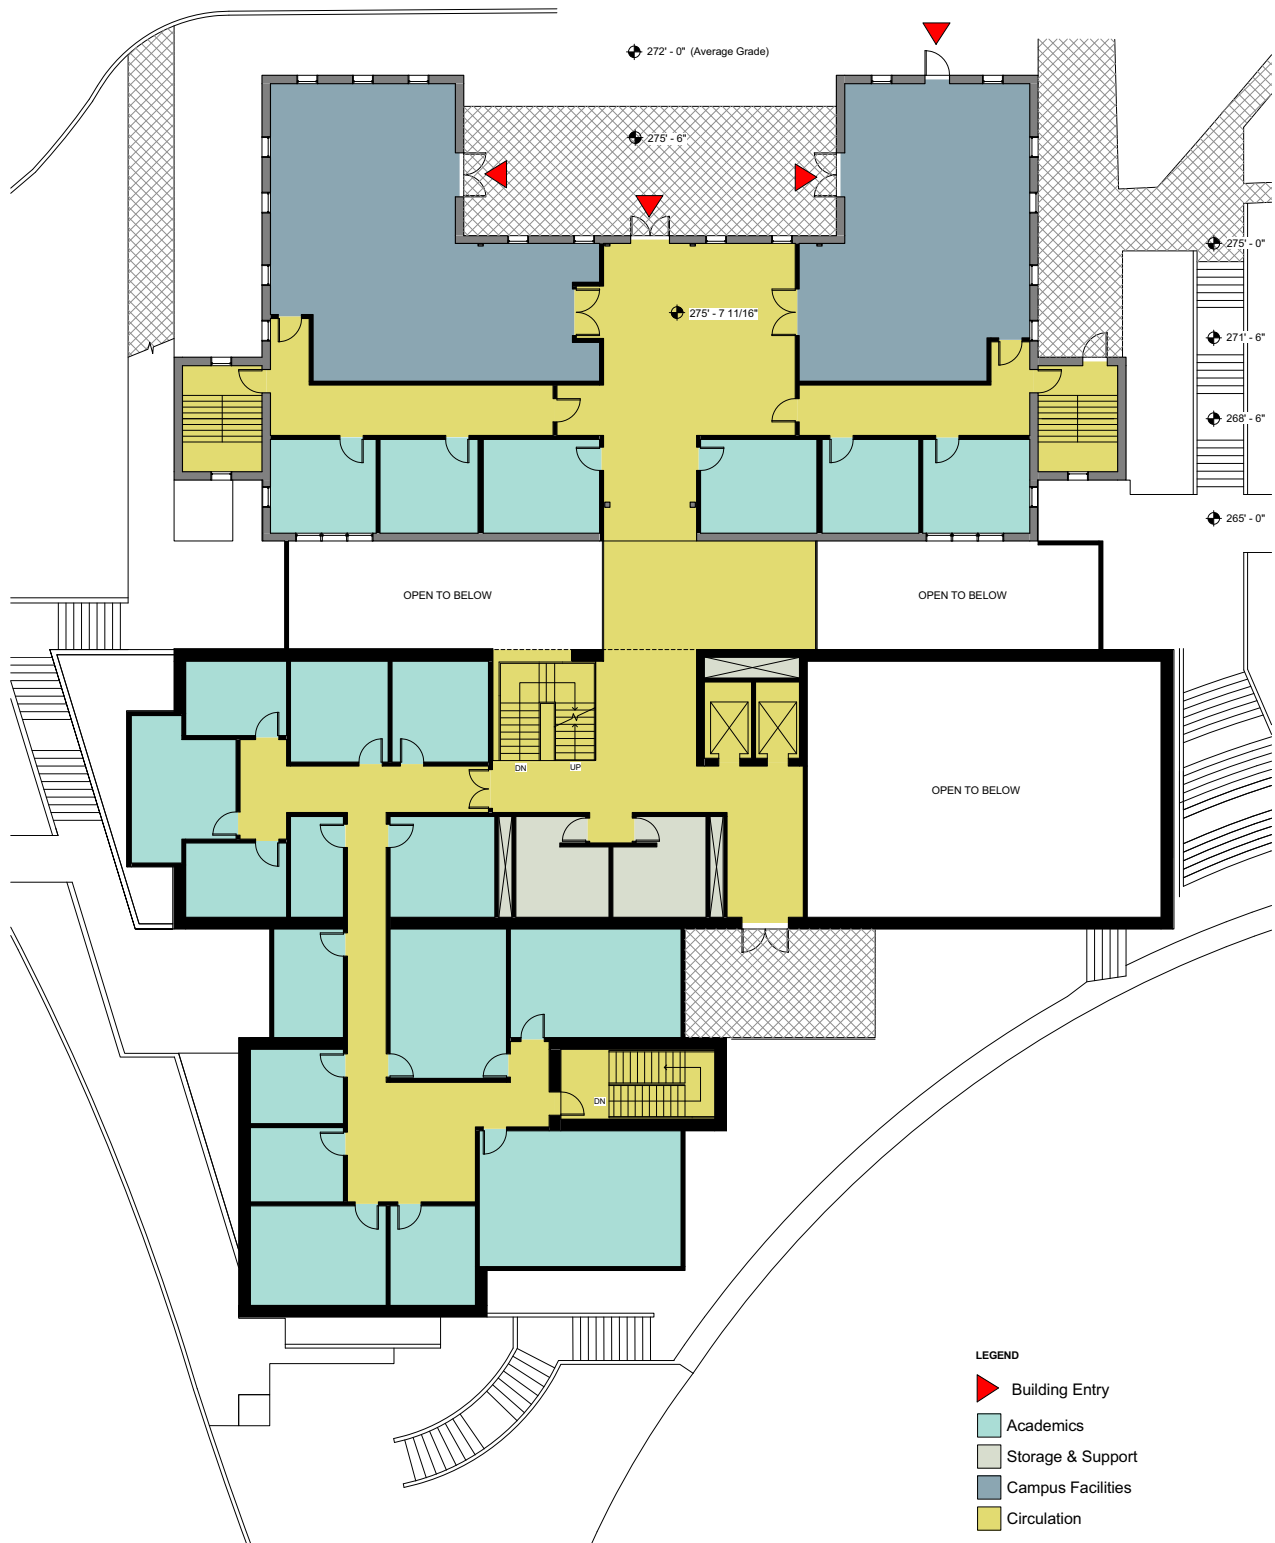 272' - 0" (Average Grade)
275' - 6"
275' - 0"
275' - 7 11/16"
271' - 6"
268' - 6"
265' - 0"
OPEN TO BELOW
OPEN TO BELOW
DN
UP
OPEN TO BELOW
DN
LEGEND
Building Entry
Academics
Storage & Support
Campus Facilities
Circulation